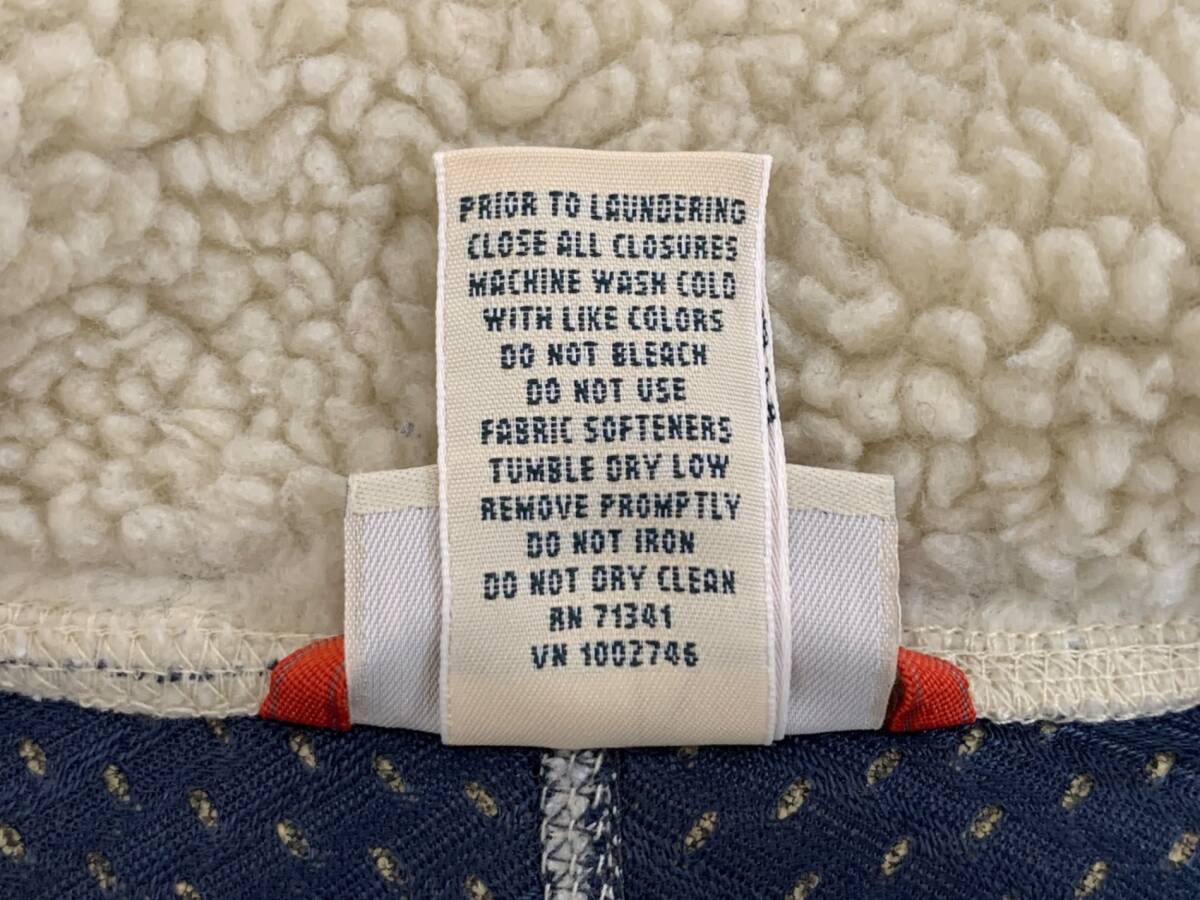 PRIOR TO LAUNDERING
CLOSE ALL CLOSURES
MACHINE WASH COLD
WITH LIKE COLORS
DO NOT BLEACH
DO NOT USE
FABRIC SOFTENERS
TUMBLE DRY LOW
REMOVE PROMPTLY
DO NOT IRON
DO NOT DRY CLEAN
RN 71341
VN 1002746